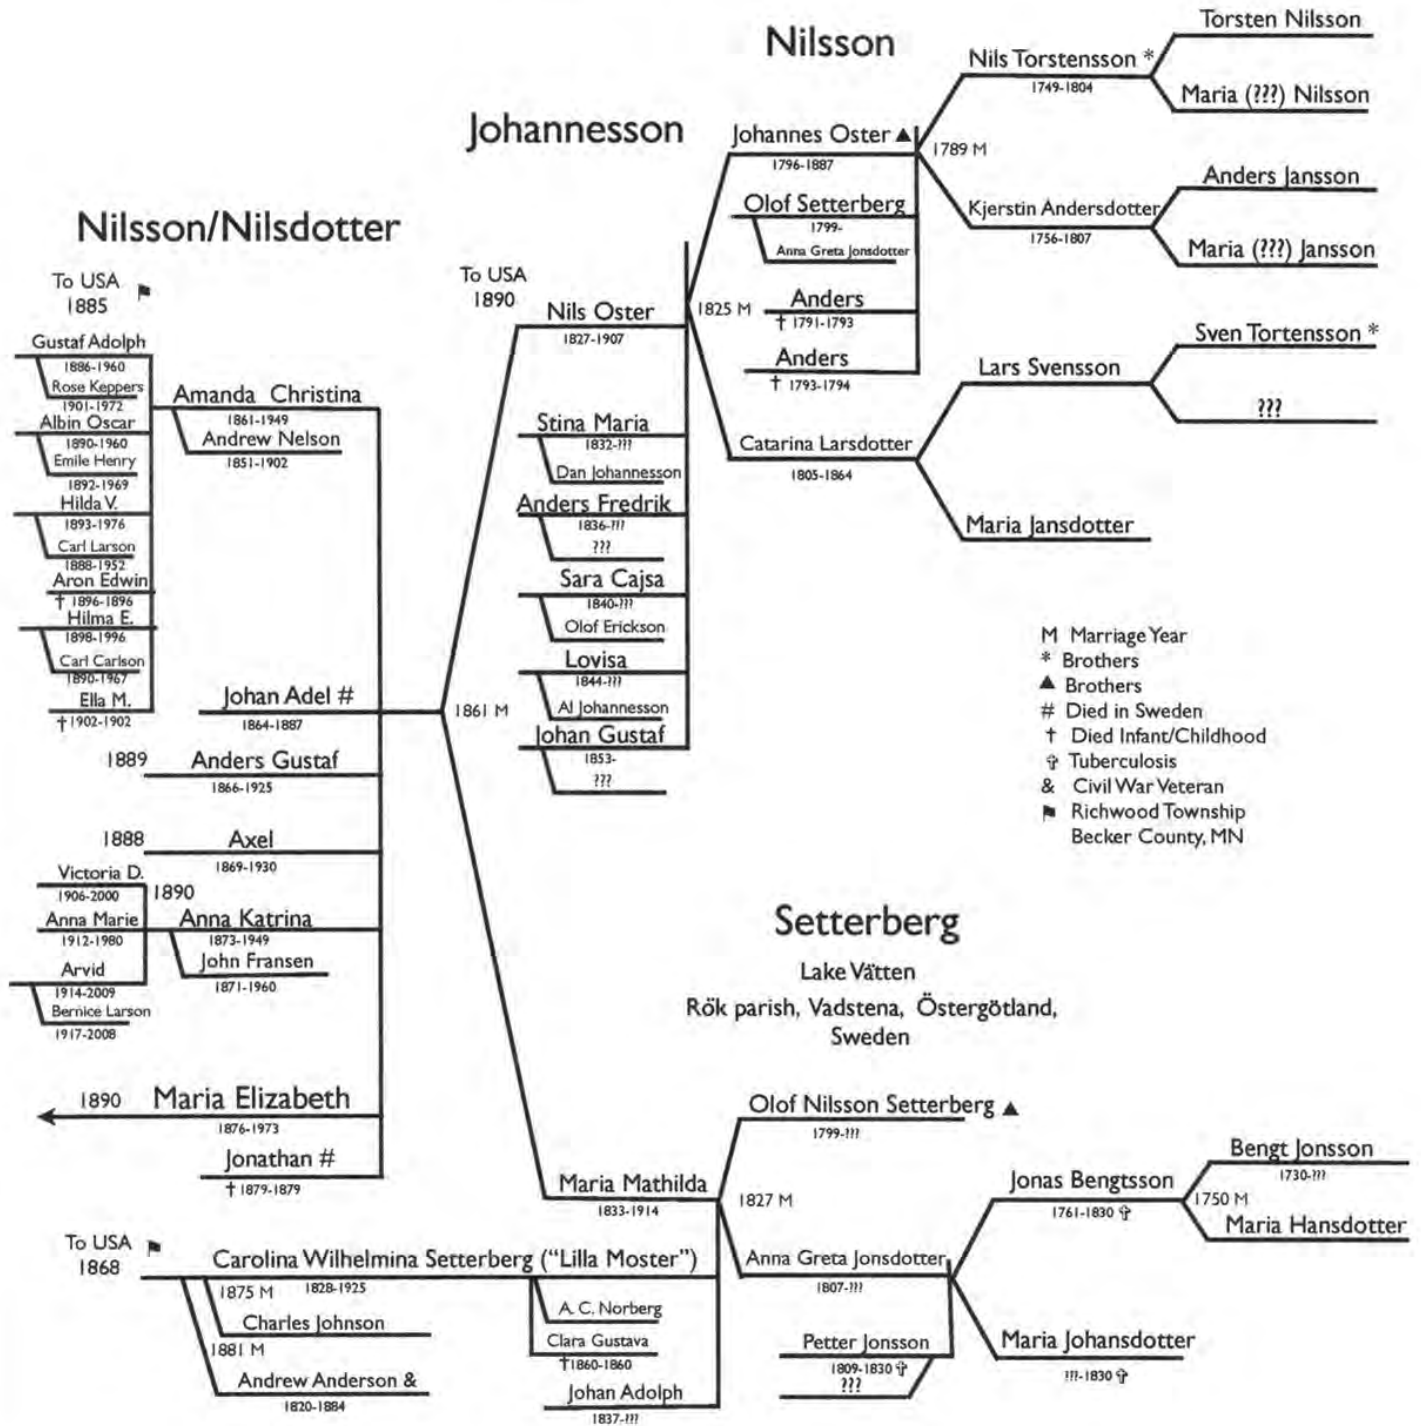 Nilsson
Johannesson
Nilsson/Nilsdotter
Torsten Nilsson
Nils Torstensson *
1749-1804
Maria (???) Nilsson
Johannes Oster ▲
1796-1887
1789 M
Anders Jansson
Olof Setterberg
1799-
Anna Greta Jonsdotter
Kjerstin Andersdotter
1756-1807
Maria (???) Jansson
Anders
† 1791-1793
Anders
† 1793-1794
To USA
1890
Nils Oster
1827-1907
1825 M
Sven Tortensson *
Lars Svensson
???
Catarina Larsdotter
1805-1864
Maria Jansdotter
Stina Maria
1832-???
Dan Johannesson
Anders Fredrik
1836-???
???
Sara Cajsa
1840-???
Olof Erickson
Lovisa
1844-???
Al Johannesson
Johan Gustaf
1853-
???
To USA
1885
Gustaf Adolph
1886-1960
Rose Keppers
1901-1972
Albin Oscar
1890-1960
Emile Henry
1892-1969
Hilda V.
1893-1976
Carl Larson
1888-1952
Aron Edwin
† 1896-1896
Hilma E.
1898-1996
Carl Carlson
1890-1967
Ella M.
†1902-1902
Amanda Christina
1861-1949
Andrew Nelson
1851-1902
Johan Adel #
1864-1887
1861 M
1889 Anders Gustaf
1866-1925
1888 Axel
1869-1930
Victoria D.
1906-2000
1890
Anna Marie
1912-1980
Anna Katrina
1873-1949
John Fransen
1871-1960
Arvid
1914-2009
Bernice Larson
1917-2008
1890 Maria Elizabeth
1876-1973
Jonathan #
† 1879-1879
M Marriage Year
* Brothers
▲ Brothers
# Died in Sweden
† Died Infant/Childhood
✞ Tuberculosis
& Civil War Veteran
⚑ Richwood Township
Becker County, MN
Setterberg
Lake Vätten
Rök parish, Vadstena, Östergötland,
Sweden
Olof Nilsson Setterberg ▲
1799-???
Maria Mathilda
1833-1914
1827 M
Bengt Jonsson
1730-???
Jonas Bengtsson
1761-1830 ✞
1750 M
Maria Hansdotter
Anna Greta Jonsdotter
1807-???
Petter Jonsson
1809-1830 ✞
???
Maria Johansdotter
???-1830 ✞
To USA
1868
Carolina Wilhelmina Setterberg (“Lilla Moster”)
1828-1925
1875 M
Charles Johnson
1881 M
Andrew Anderson &
1820-1884
A. C. Norberg
Clara Gustava
†1860-1860
Johan Adolph
1837-???